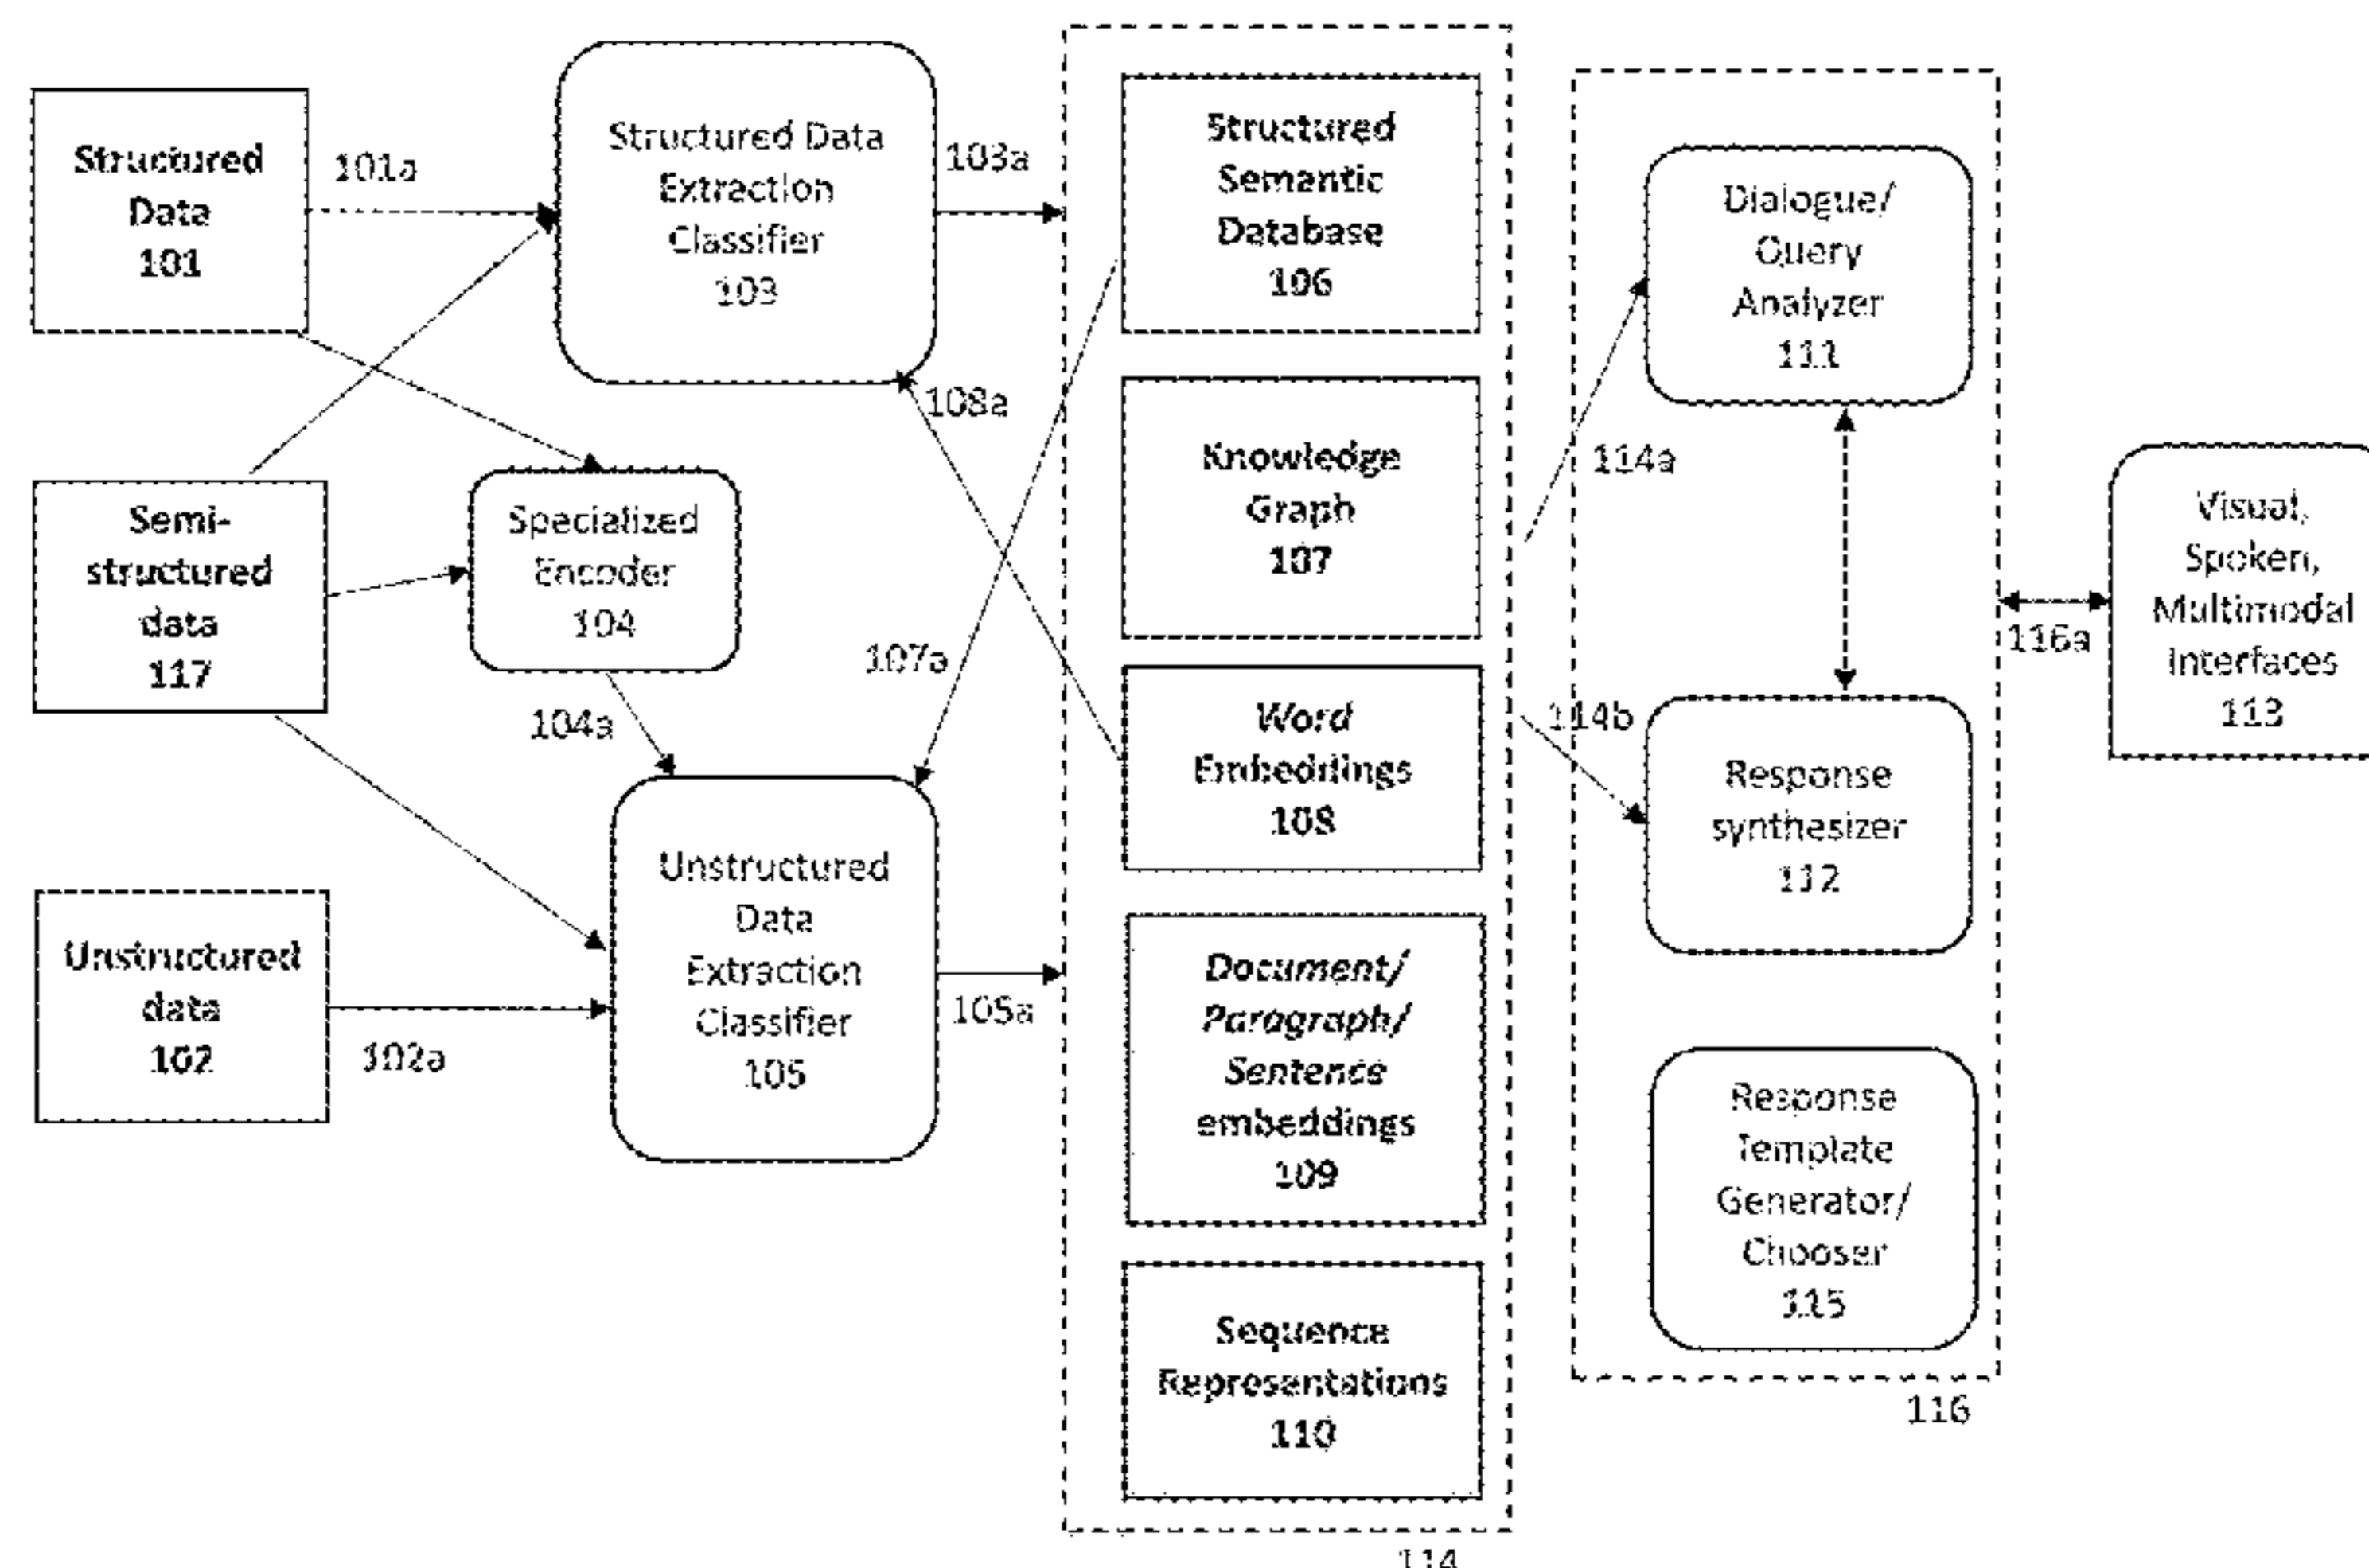 Structured
Data
101
101a
Structured Data
Extraction
Classifier
103
103a
Semi-
structured
data
117
Specialized
Encoder
104
104a
Unstructured
data
102
102a
Unstructured
Data
Extraction
Classifier
105
105a
108a
107a
Structured
Semantic
Database
106
Knowledge
Graph
107
Word
Embeddings
108
Document/
Paragraph/
Sentence
embeddings
109
Sequence
Representations
110
114
114a
114b
Dialogue/
Query
Analyzer
111
Response
synthesizer
112
Response
Template
Generator/
Chooser
115
116
116a
Visual,
Spoken,
Multimodal
Interfaces
113